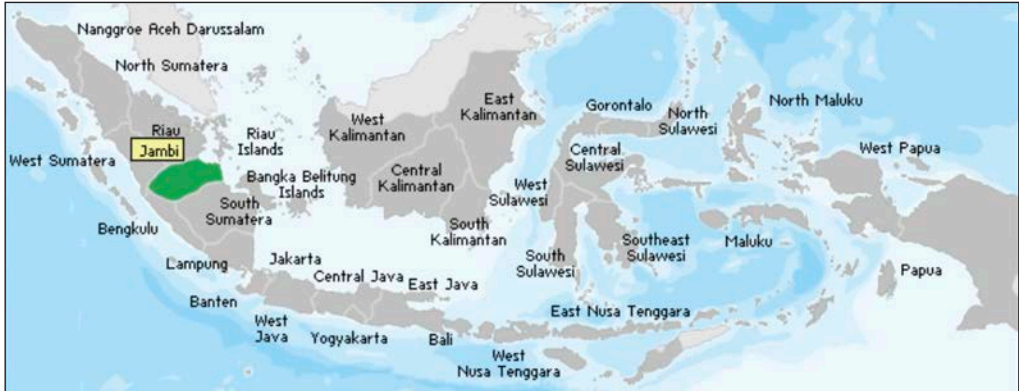 Nanggroe Aceh Darussalam
North Sumatera
Riau
Jambi
Riau
Islands
West Sumatera
Bangka Belitung
Islands
South
Sumatera
Bengkulu
Lampung
Jakarta
Banten
Central Java
East Java
West
Java
Yogyakarta
Bali
West
Nusa Tenggara
East Nusa Tenggara
West
Kalimantan
Central
Kalimantan
East
Kalimantan
South
Kalimantan
Gorontalo
North
Sulawesi
Central
Sulawesi
West
Sulawesi
South
Sulawesi
Southeast
Sulawesi
North Maluku
Maluku
West Papua
Papua